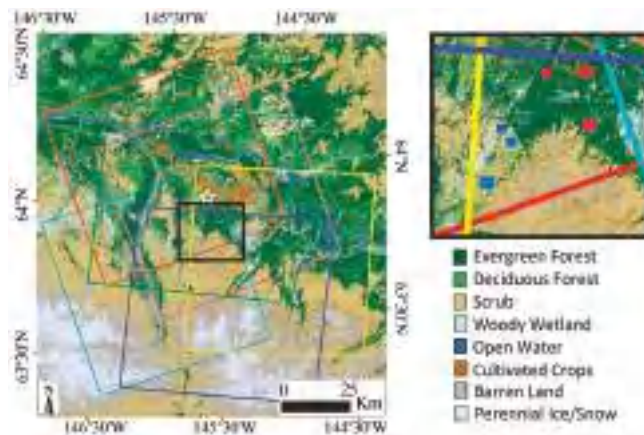 146°30'W 145°30'W 144°30'W
64°30'N
64°N
64°N
63°30'N
63°30'N
N
0 25
Km
146°30'W 145°30'W 144°30'W
Evergreen Forest
Deciduous Forest
Scrub
Woody Wetland
Open Water
Cultivated Crops
Barren Land
Perennial Ice/Snow